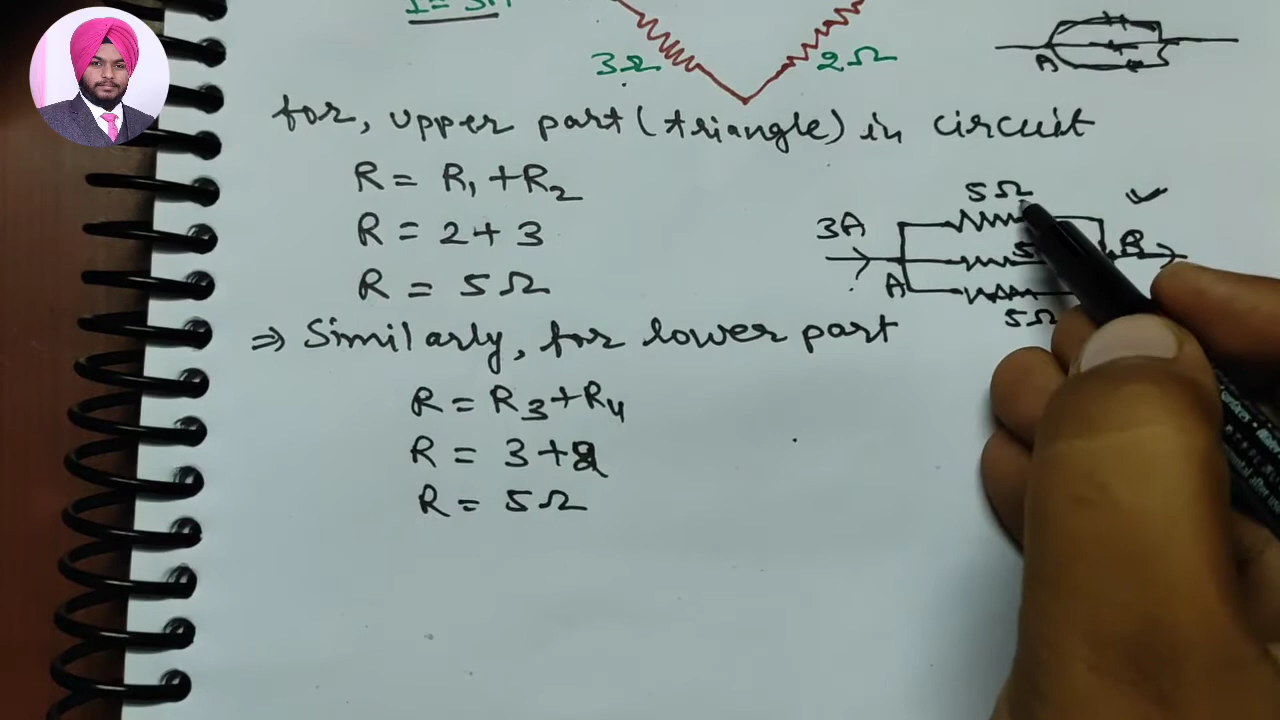 3Ω
2Ω
A
for, upper part (triangle) in circuit
R = R1 + R2
R = 2 + 3
R = 5Ω
5Ω
3A
B
A
5Ω
⇒ Similarly, for lower part
R = R3 + R4
R = 3 + 2
R = 5Ω